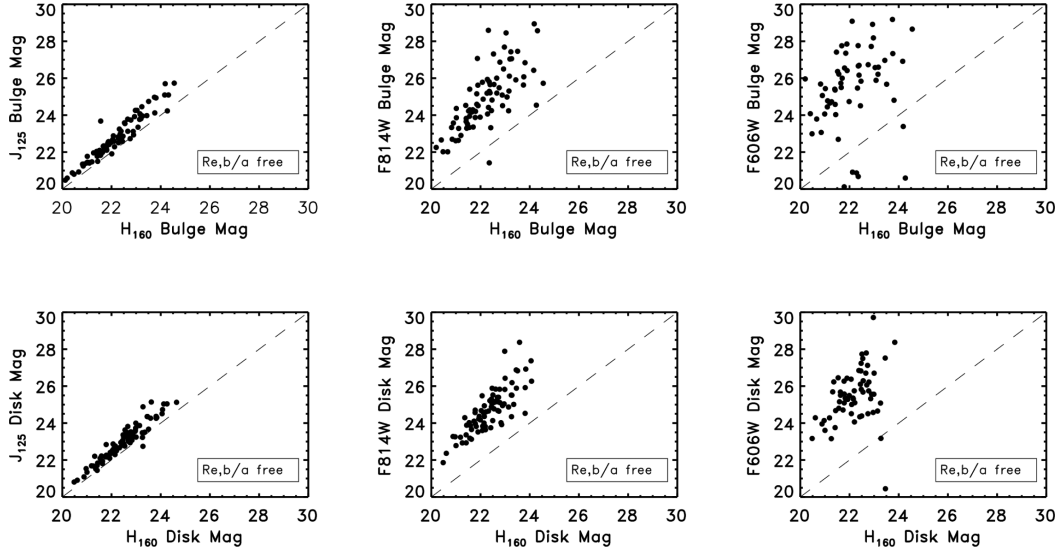 J₁₂₅ Bulge Mag
30
28
26
24
22
20
Re,b/a free
20 22 24 26 28 30
H₁₆₀ Bulge Mag
F814W Bulge Mag
30
28
26
24
22
20
Re,b/a free
20 22 24 26 28 30
H₁₆₀ Bulge Mag
F606W Bulge Mag
30
28
26
24
22
20
Re,b/a free
20 22 24 26 28 30
H₁₆₀ Bulge Mag
J₁₂₅ Disk Mag
30
28
26
24
22
20
Re,b/a free
20 22 24 26 28 30
H₁₆₀ Disk Mag
F814W Disk Mag
30
28
26
24
22
20
Re,b/a free
20 22 24 26 28 30
H₁₆₀ Disk Mag
F606W Disk Mag
30
28
26
24
22
20
Re,b/a free
20 22 24 26 28 30
H₁₆₀ Disk Mag